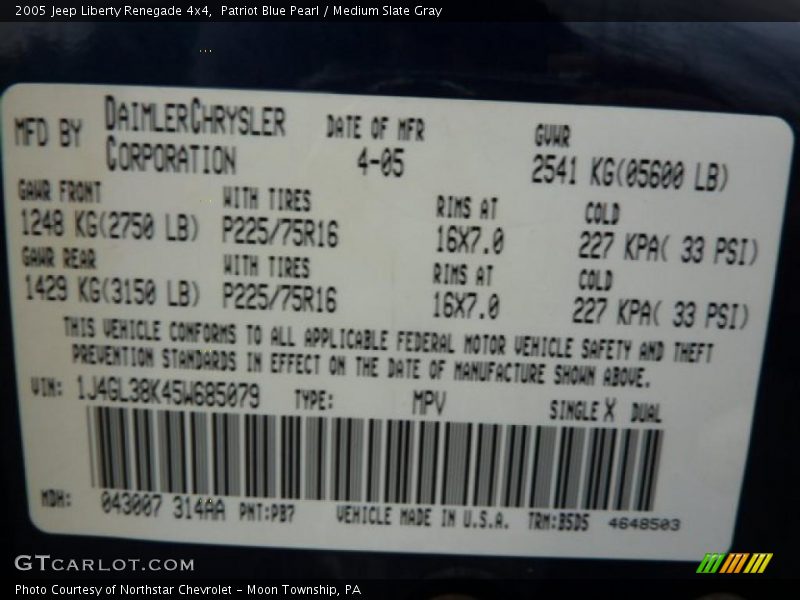 2005 Jeep Liberty Renegade 4x4,  Patriot Blue Pearl / Medium Slate Gray
MFD BY DAIMLERCHRYSLER CORPORATION
DATE OF MFR 4-05
GVWR 2541 KG(05600 LB)
GAWR FRONT WITH TIRES RIMS AT COLD
1248 KG(2750 LB) P225/75R16 16X7.0 227 KPA( 33 PSI)
GAWR REAR WITH TIRES RIMS AT COLD
1429 KG(3150 LB) P225/75R16 16X7.0 227 KPA( 33 PSI)
THIS VEHICLE CONFORMS TO ALL APPLICABLE FEDERAL MOTOR VEHICLE SAFETY AND THEFT
PREVENTION STANDARDS IN EFFECT ON THE DATE OF MANUFACTURE SHOWN ABOVE.
VIN: 1J4GL38K45W685079 TYPE: MPV SINGLE X DUAL
MDH: 043007 314AA PNT:PB7 VEHICLE MADE IN U.S.A. TRM:B5D5 4648503
GTCARLOT.COM
Photo Courtesy of Northstar Chevrolet - Moon Township, PA